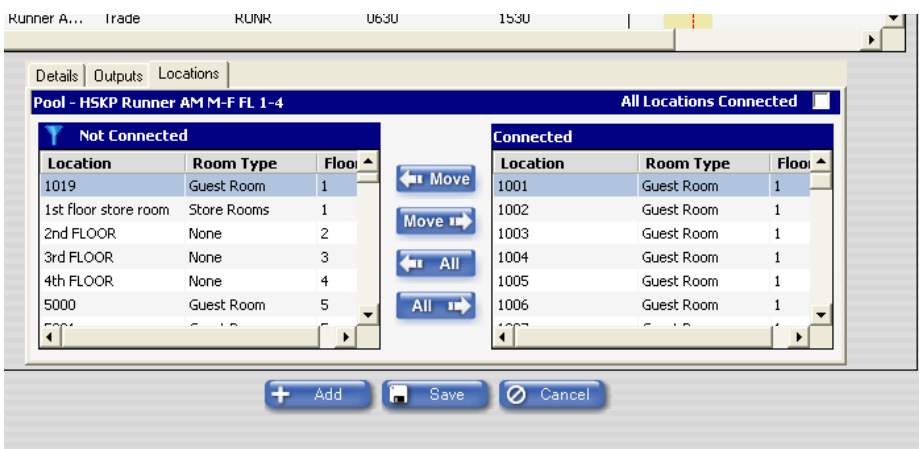 Runner A... Trade RUNR 0630 1530
Details Outputs Locations
Pool - HSKP Runner AM M-F FL 1-4 All Locations Connected
Not Connected
Location Room Type Floor
1019 Guest Room 1
1st floor store room Store Rooms 1
2nd FLOOR None 2
3rd FLOOR None 3
4th FLOOR None 4
5000 Guest Room 5
Move
Move
All
All
Connected
Location Room Type Floor
1001 Guest Room 1
1002 Guest Room 1
1003 Guest Room 1
1004 Guest Room 1
1005 Guest Room 1
1006 Guest Room 1
Add Save Cancel